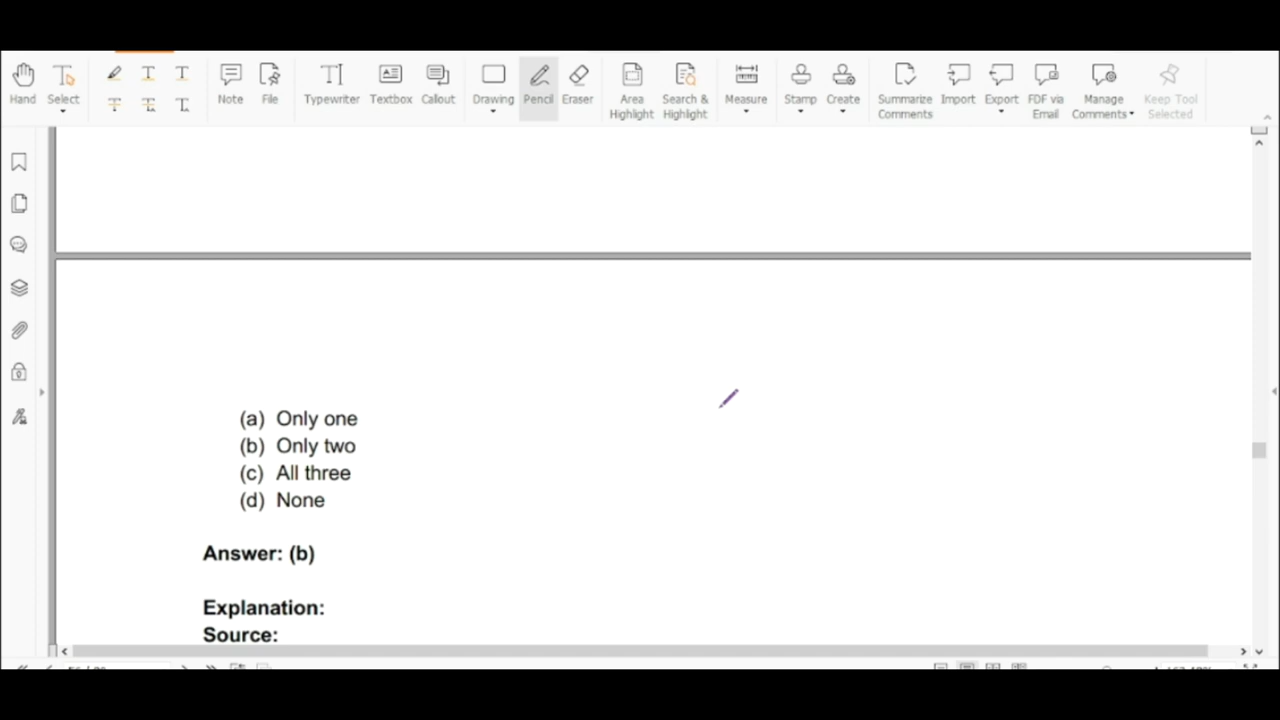 Hand
Select
Note
File
Typewriter
Textbox
Callout
Drawing
Pencil
Eraser
Area
Highlight
Search &
Highlight
Measure
Stamp
Create
Summarize
Comments
Import
Export
FDF via
Email
Manage
Comments
Keep Tool
Selected
(a) Only one
(b) Only two
(c) All three
(d) None
Answer: (b)
Explanation:
Source: